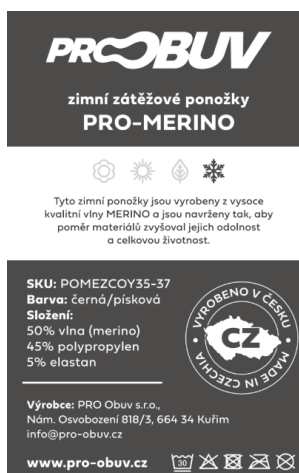 PRO OBUV
zimní zátěžové ponožky
PRO-MERINO
Tyto zimní ponožky jsou vyrobeny z vysoce
kvalitní vlny MERINO a jsou navrženy tak, aby
poměr materiálů zvyšoval jejich odolnost
a celkovou životnost.
SKU: POMEZCOY35-37
Barva: černá/písková
Složení:
50% vlna (merino)
45% polypropylen
5% elastan
VYROBENO V ČESKU
CZ
MADE IN CZECHIA
Výrobce: PRO Obuv s.r.o.,
Nám. Osvobození 818/3, 664 34 Kuřim
info@pro-obuv.cz
www.pro-obuv.cz
30